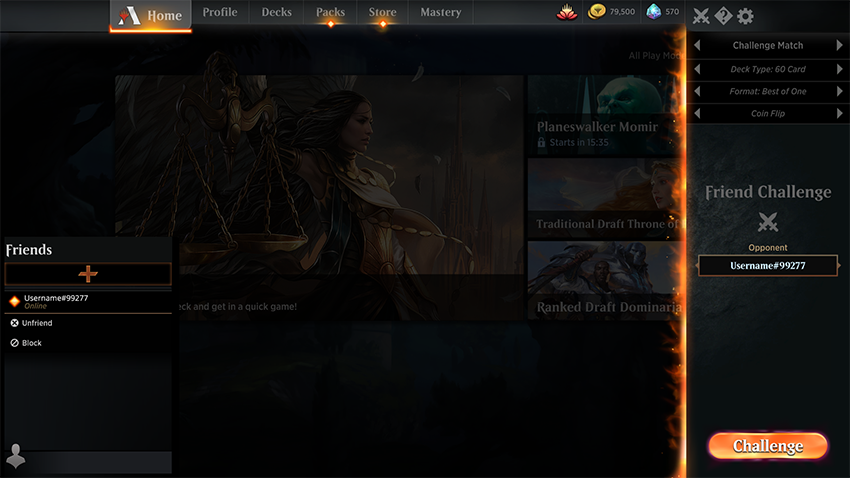 Home
Profile
Decks
Packs
Store
Mastery
79,500
570
All Play Mo
Challenge Match
Deck Type: 60 Card
Format: Best of One
Coin Flip
Planeswalker Momir
Starts in 15:35
Traditional Draft Throne of
Ranked Draft Dominaria
eck and get in a quick game!
Friend Challenge
Opponent
Username#99277
Challenge
Friends
Username#99277
Online
Unfriend
Block